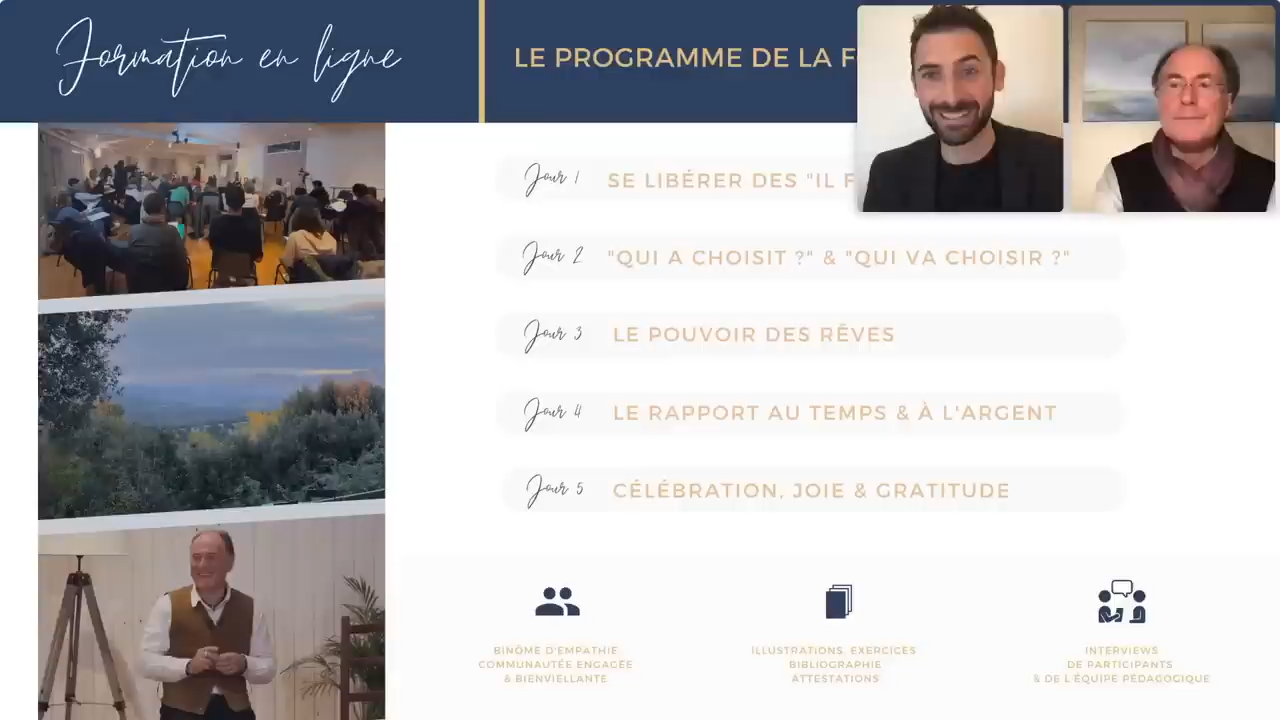 Formation en ligne
LE PROGRAMME DE LA F
Jour 1 SE LIBÉRER DES "IL F
Jour 2 "QUI A CHOISIT ?" & "QUI VA CHOISIR ?"
Jour 3 LE POUVOIR DES RÊVES
Jour 4 LE RAPPORT AU TEMPS & À L'ARGENT
Jour 5 CÉLÉBRATION, JOIE & GRATITUDE
BINÔME D'EMPATHIE
COMMUNAUTÉE ENGAGÉE
& BIENVIELLANTE
ILLUSTRATIONS, EXERCICES
BIBLIOGRAPHIE
ATTESTATIONS
INTERVIEWS
DE PARTICIPANTS
& DE L'ÉQUIPE PÉDAGOGIQUE